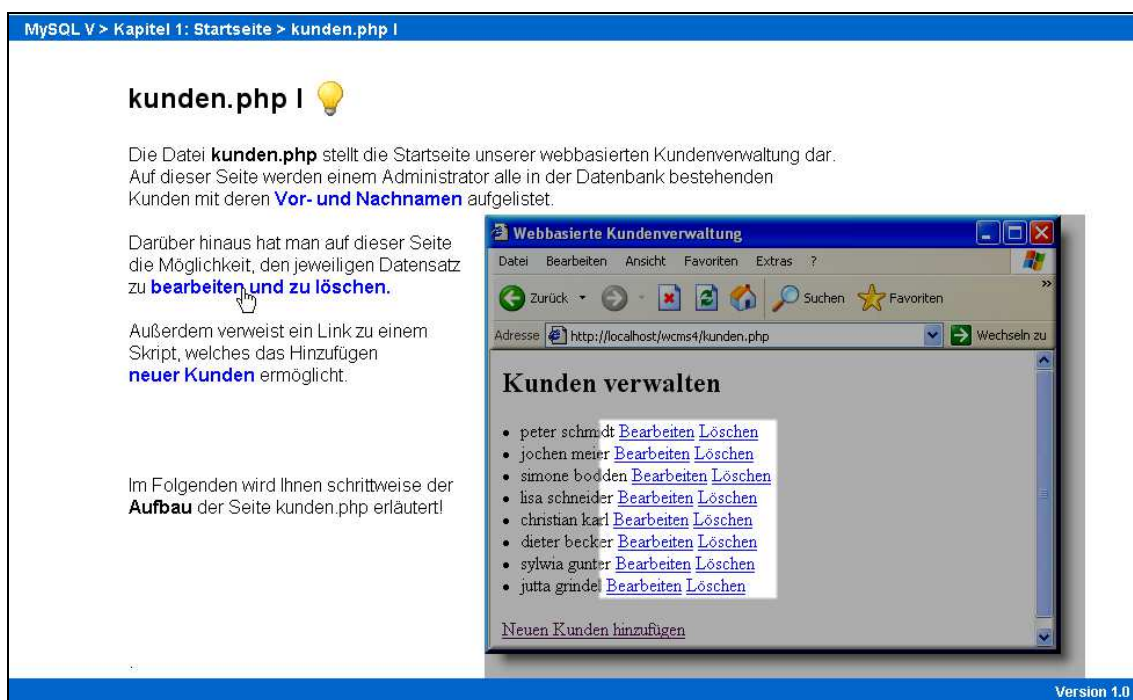 MySQL V > Kapitel 1: Startseite > kunden.php I
kunden.php I
Die Datei kunden.php stellt die Startseite unserer webbasierten Kundenverwaltung dar.
Auf dieser Seite werden einem Administrator alle in der Datenbank bestehenden
Kunden mit deren Vor- und Nachnamen aufgelistet.
Darüber hinaus hat man auf dieser Seite
die Möglichkeit, den jeweiligen Datensatz
zu bearbeiten und zu löschen.
Außerdem verweist ein Link zu einem
Skript, welches das Hinzufügen
neuer Kunden ermöglicht.
Im Folgenden wird Ihnen schrittweise der
Aufbau der Seite kunden.php erläutert!
.
Webbasierte Kundenverwaltung
Datei Bearbeiten Ansicht Favoriten Extras ?
Zurück Suchen Favoriten »
Adresse http://localhost/wcms4/kunden.php Wechseln zu
Kunden verwalten
• peter schmidt Bearbeiten Löschen
• jochen meier Bearbeiten Löschen
• simone bodden Bearbeiten Löschen
• lisa schneider Bearbeiten Löschen
• christian karl Bearbeiten Löschen
• dieter becker Bearbeiten Löschen
• sylwia gunter Bearbeiten Löschen
• jutta grindel Bearbeiten Löschen
Neuen Kunden hinzufügen
Version 1.0